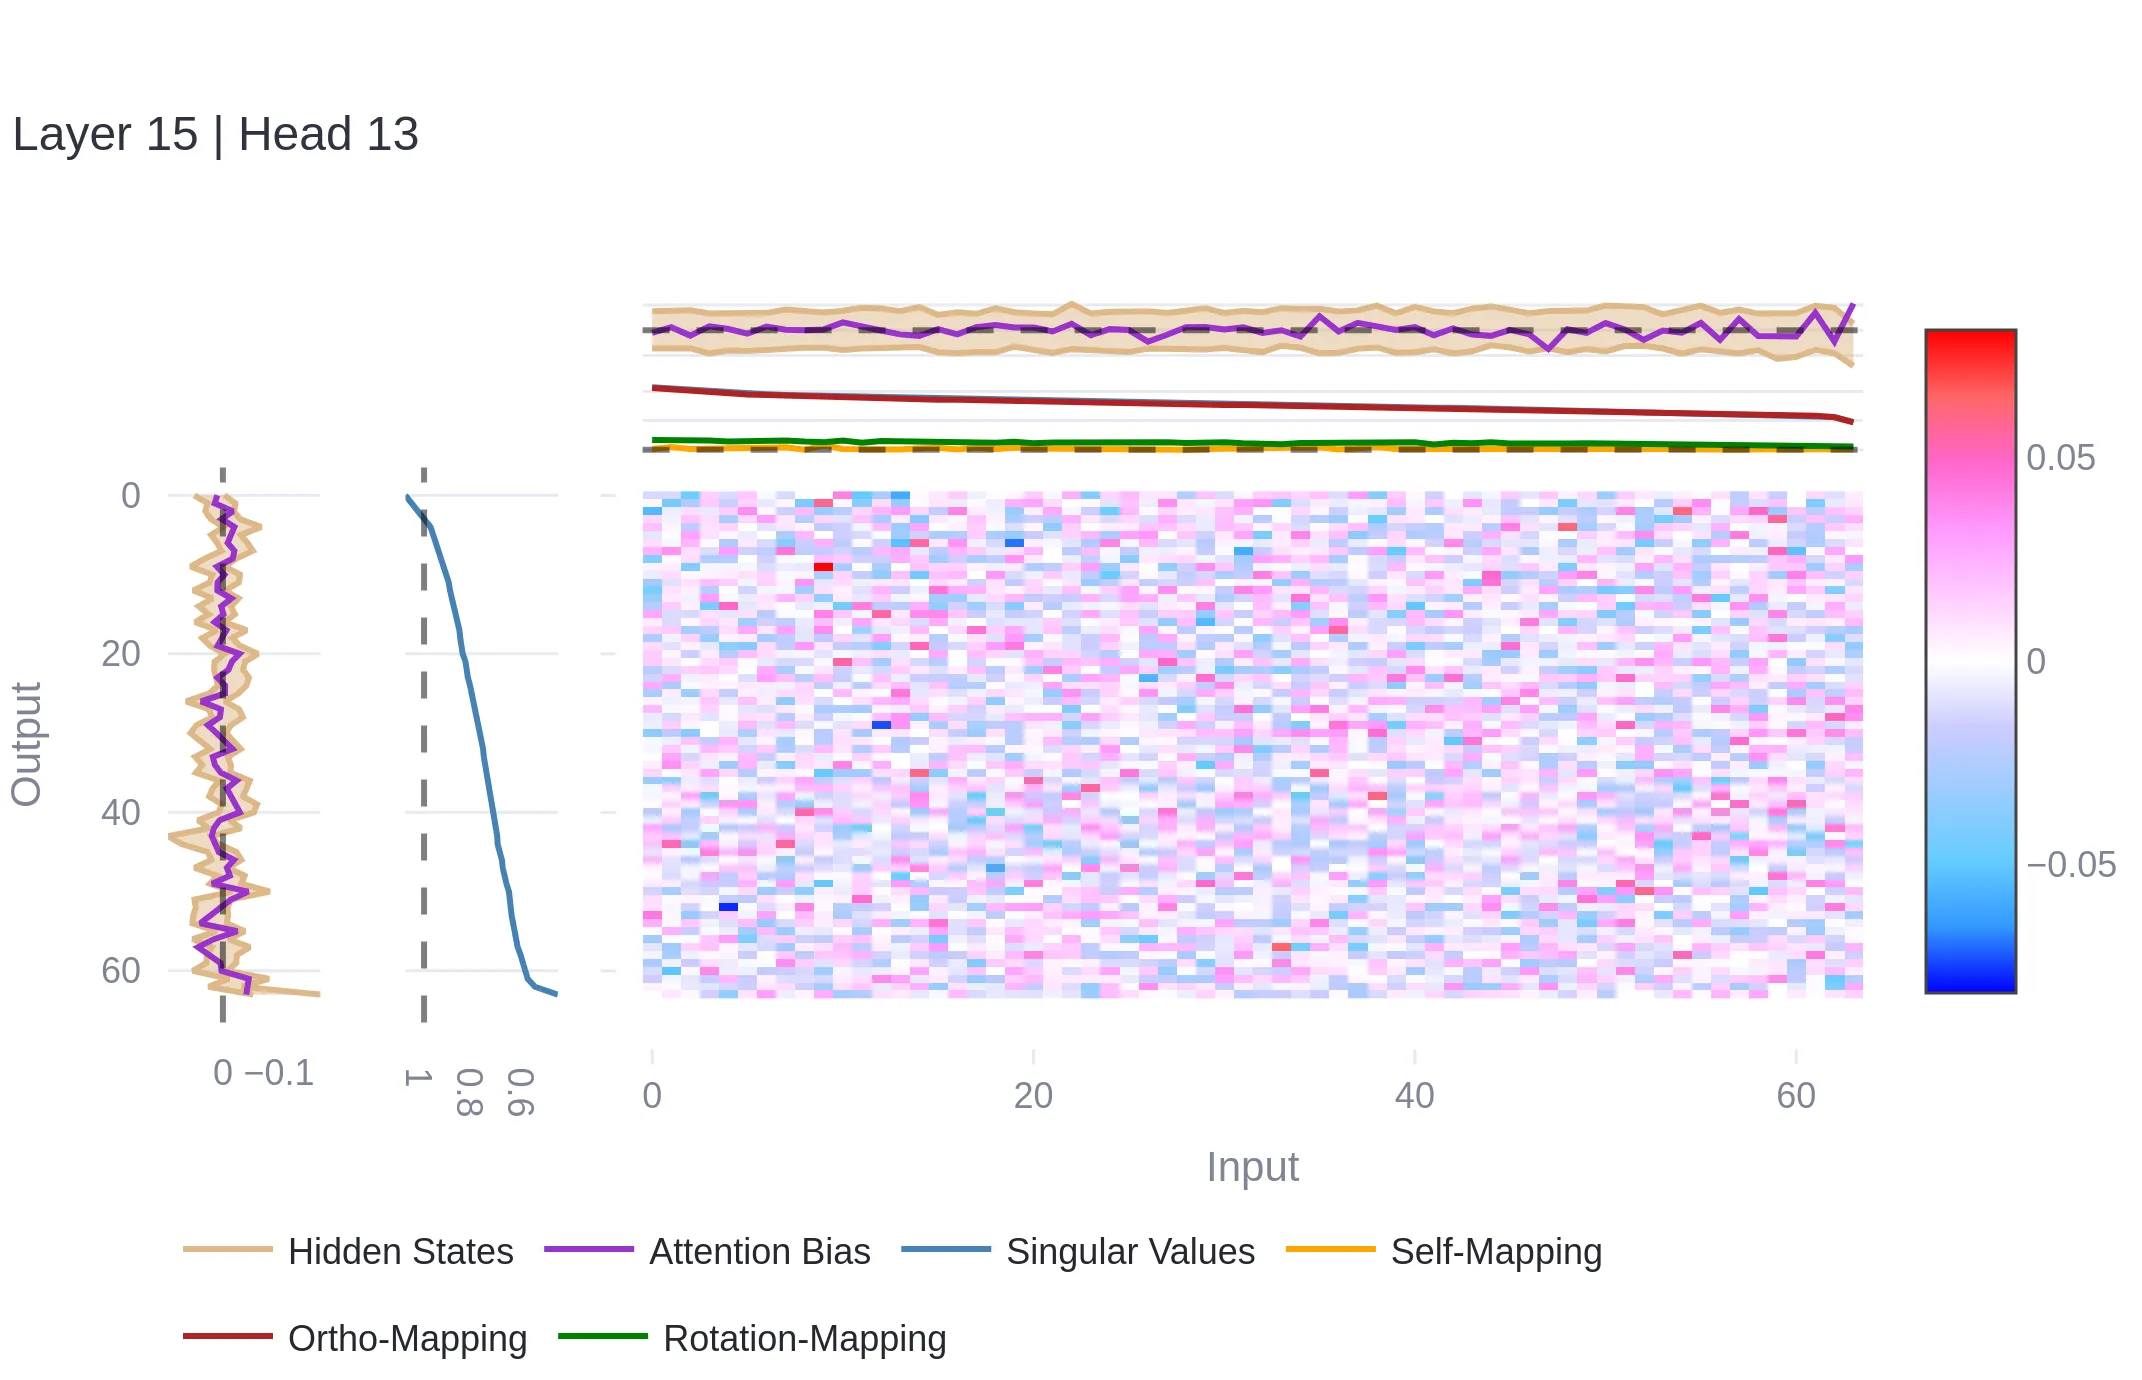 Layer 15 | Head 13
0
20
40
60
Output
0 −0.1
1
0.8
0.6
0
20
40
60
Input
0.05
0
−0.05
Hidden States
Attention Bias
Singular Values
Self-Mapping
Ortho-Mapping
Rotation-Mapping